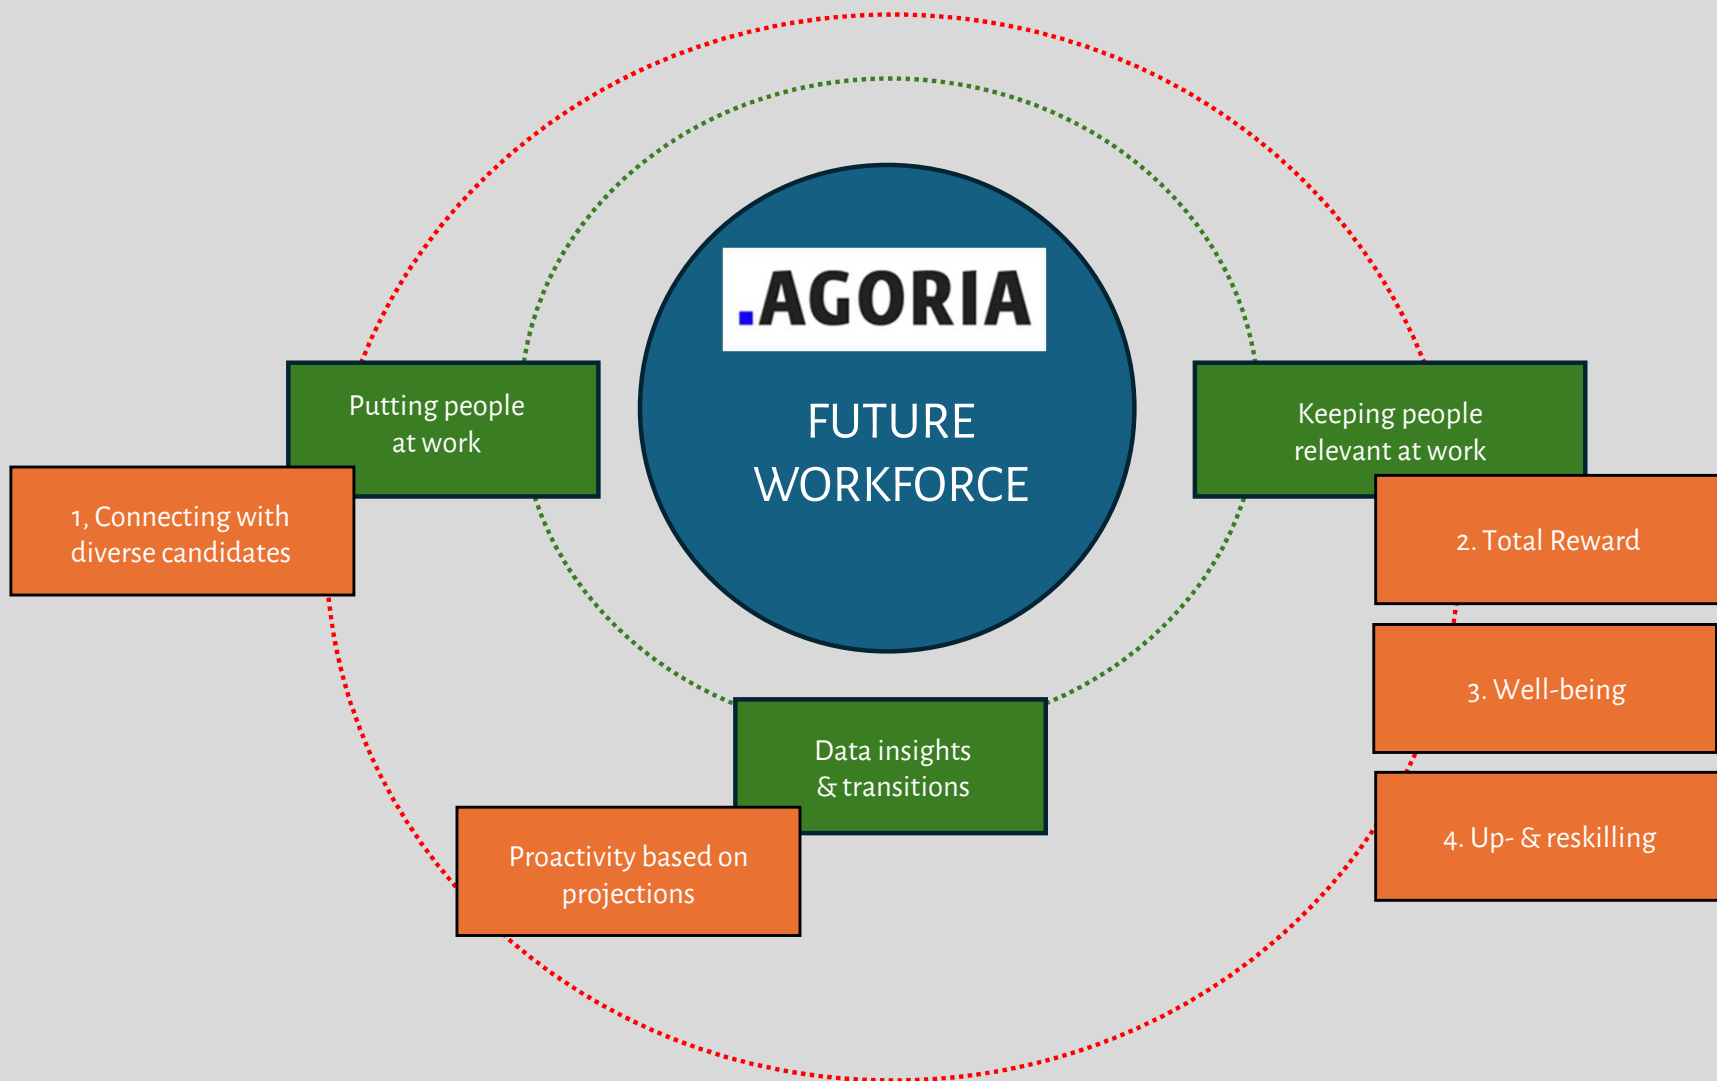 .AGORIA
FUTURE
WORKFORCE
Putting people
at work
1, Connecting with
diverse candidates
Keeping people
relevant at work
2. Total Reward
3. Well-being
4. Up- & reskilling
Data insights
& transitions
Proactivity based on
projections